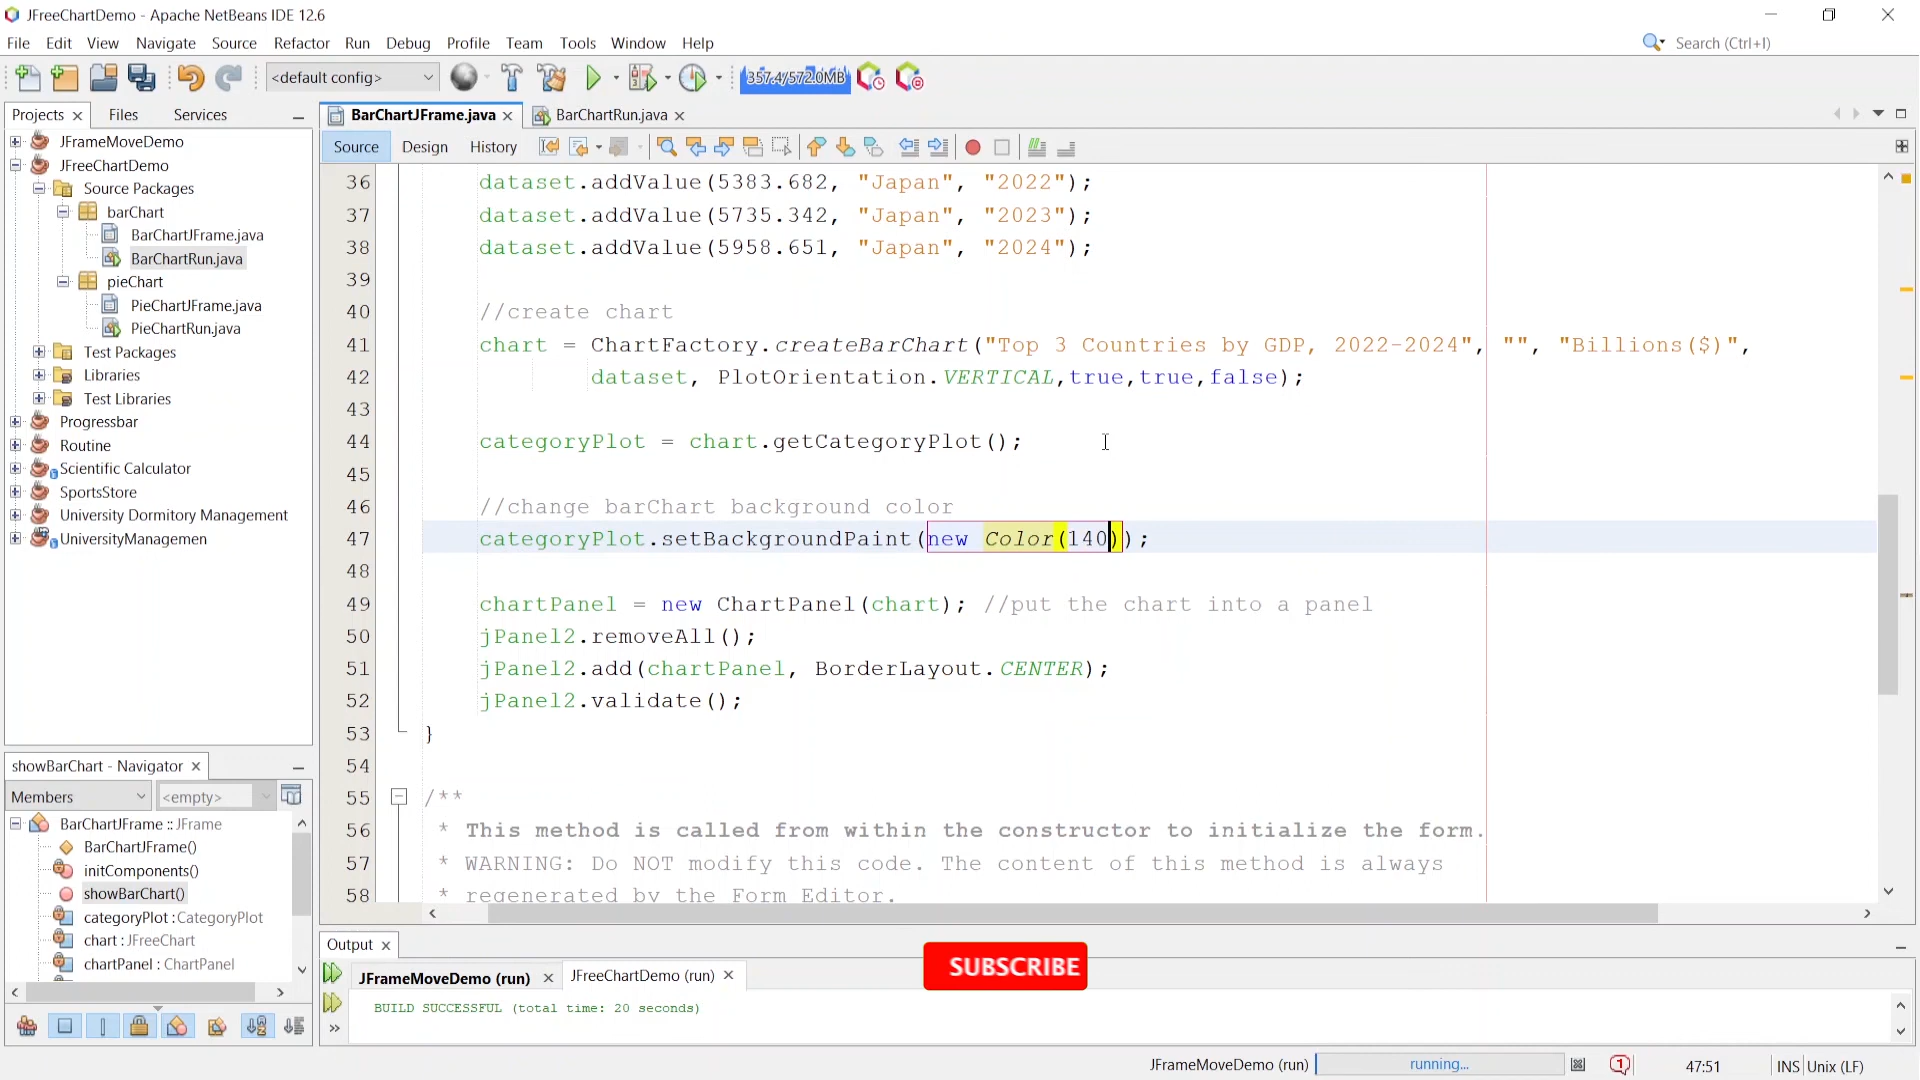 JFreeChartDemo - Apache NetBeans IDE 12.6
File Edit View Navigate Source Refactor Run Debug Profile Team Tools Window Help
Search (Ctrl+I)
<default config>
357.4/572.0MB
Projects Files Services
BarChartJFrame.java BarChartRun.java
Source Design History
JFrameMoveDemo
JFreeChartDemo
Source Packages
barChart
BarChartJFrame.java
BarChartRun.java
pieChart
PieChartJFrame.java
PieChartRun.java
Test Packages
Libraries
Test Libraries
Progressbar
Routine
Scientific Calculator
SportsStore
University Dormitory Management
UniversityManagemen
36 dataset.addValue(5383.682, "Japan", "2022");
37 dataset.addValue(5735.342, "Japan", "2023");
38 dataset.addValue(5958.651, "Japan", "2024");
39
40 //create chart
41 chart = ChartFactory.createBarChart("Top 3 Countries by GDP, 2022-2024", "", "Billions($)",
42 dataset, PlotOrientation.VERTICAL,true,true,false);
43
44 categoryPlot = chart.getCategoryPlot();
45
46 //change barChart background color
47 categoryPlot.setBackgroundPaint(new Color(140));
48
49 chartPanel = new ChartPanel(chart); //put the chart into a panel
50 jPanel2.removeAll();
51 jPanel2.add(chartPanel, BorderLayout.CENTER);
52 jPanel2.validate();
53 }
54
55 /**
56 * This method is called from within the constructor to initialize the form.
57 * WARNING: Do NOT modify this code. The content of this method is always
58 * regenerated by the Form Editor.
showBarChart - Navigator
Members <empty>
BarChartJFrame :: JFrame
BarChartJFrame()
initComponents()
showBarChart()
categoryPlot : CategoryPlot
chart : JFreeChart
chartPanel : ChartPanel
Output
JFrameMoveDemo (run) JFreeChartDemo (run)
BUILD SUCCESSFUL (total time: 20 seconds)
SUBSCRIBE
JFrameMoveDemo (run) running... 1 47:51 INS Unix (LF)